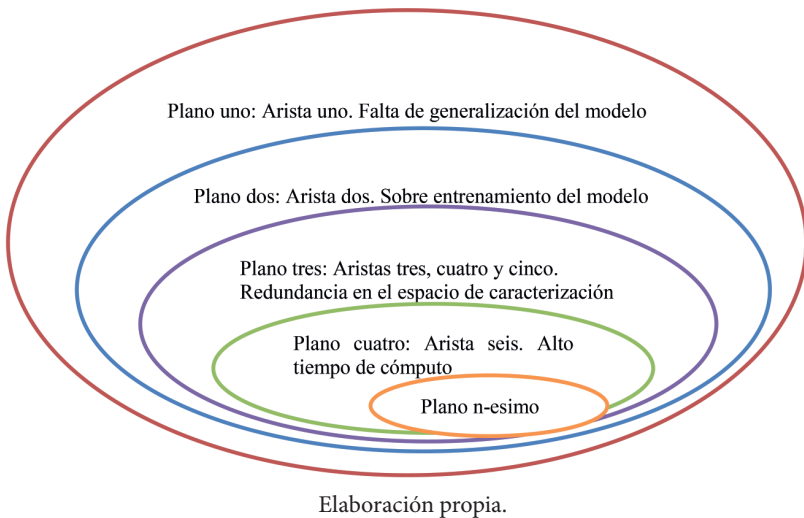 Plano uno: Arista uno. Falta de generalización del modelo
Plano dos: Arista dos. Sobre entrenamiento del modelo
Plano tres: Aristas tres, cuatro y cinco.
Redundancia en el espacio de caracterización
Plano cuatro: Arista seis. Alto
tiempo de cómputo
Plano n-esimo
Elaboración propia.